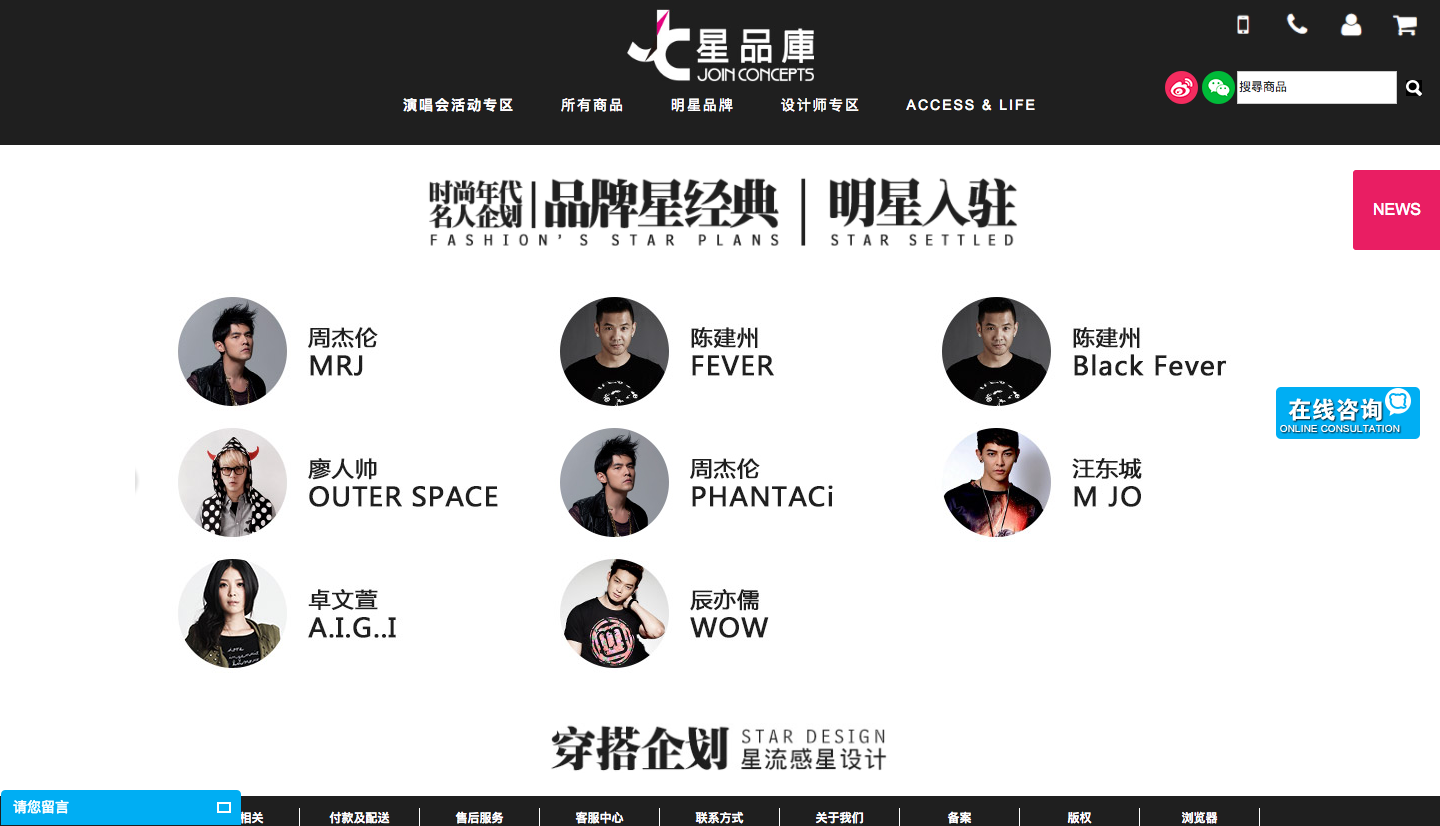 星品庫
JOIN CONCEPTS
演唱会活动专区
所有商品
明星品牌
设计师专区
ACCESS & LIFE
搜尋商品
时尚年代
名人企划
品牌星经典
明星入驻
FASHION'S STAR PLANS
STAR SETTLED
NEWS
周杰伦
MRJ
陈建州
FEVER
陈建州
Black Fever
在线咨询
ONLINE CONSULTATION
廖人帅
OUTER SPACE
周杰伦
PHANTACi
汪东城
M JO
卓文萱
A.I.G..I
辰亦儒
WOW
穿搭企划
STAR DESIGN
星流感星设计
请您留言
相关
付款及配送
售后服务
客服中心
联系方式
关于我们
备案
版权
浏览器